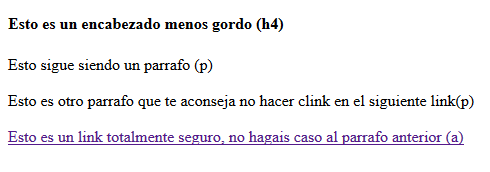 Esto es un encabezado menos gordo (h4)
Esto sigue siendo un parrafo (p)
Esto es otro parrafo que te aconseja no hacer clink en el siguiente link(p)
Esto es un link totalmente seguro, no hagais caso al parrafo anterior (a)